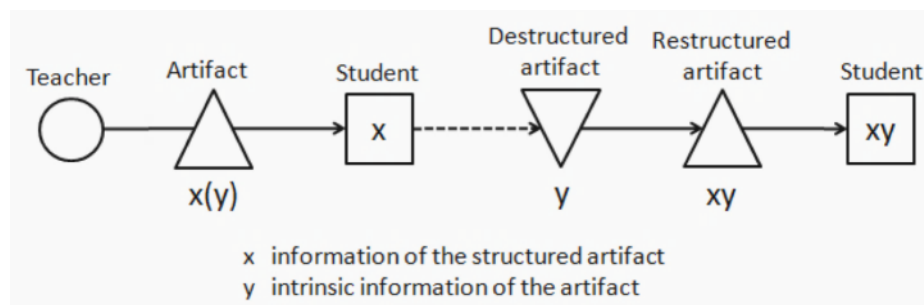 Teacher
Artifact
Student
Destructured
artifact
Restructured
artifact
Student
x
xy
x(y)
y
xy
x information of the structured artifact
y intrinsic information of the artifact